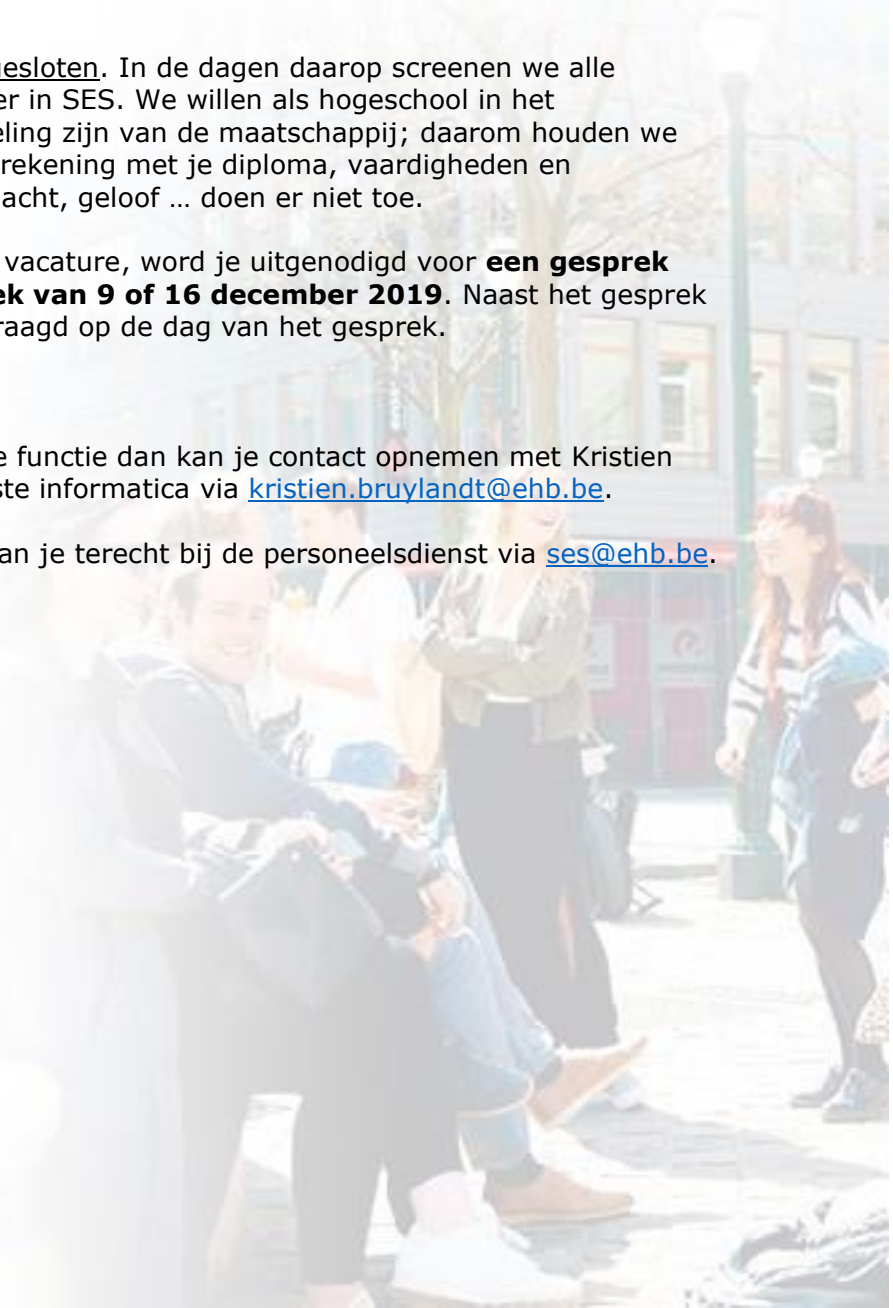 esloten. In de dagen daarop screenen we alle
er in SES. We willen als hogeschool in het
eling zijn van de maatschappij; daarom houden we
rekening met je diploma, vaardigheden en
acht, geloof … doen er niet toe.
vacature, word je uitgenodigd voor een gesprek
ek van 9 of 16 december 2019. Naast het gesprek
raagd op de dag van het gesprek.
e functie dan kan je contact opnemen met Kristien
ste informatica via kristien.bruylandt@ehb.be.
an je terecht bij de personeelsdienst via ses@ehb.be.